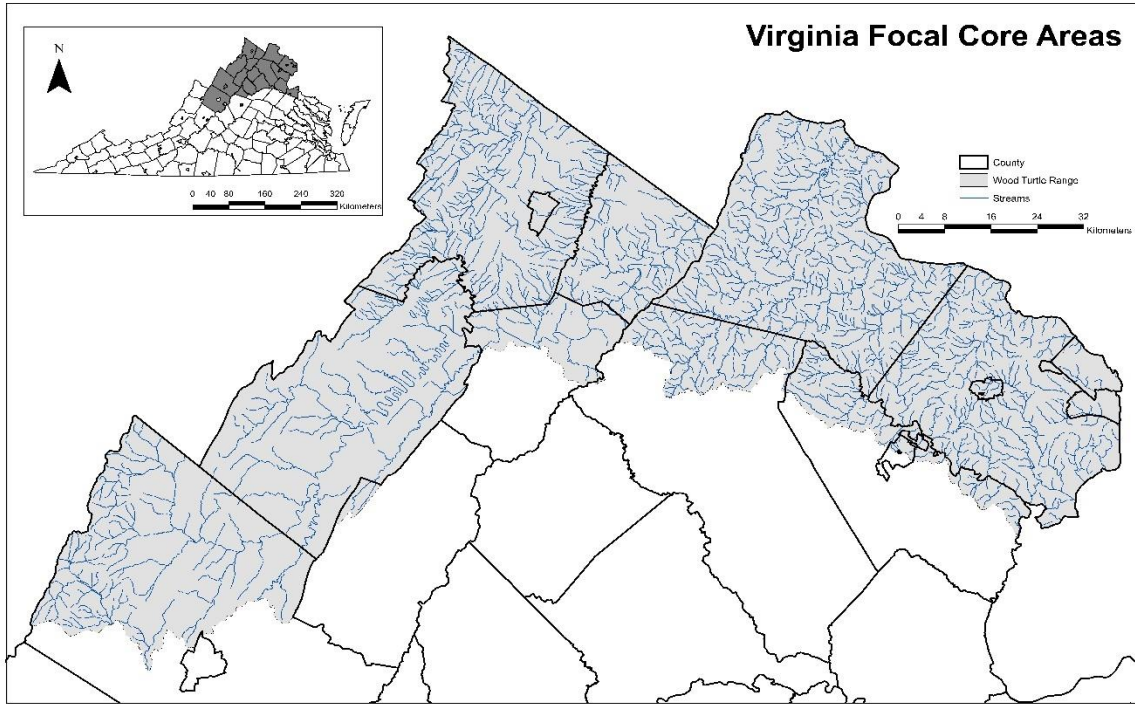 Virginia Focal Core Areas
N
0 40 80 160 240 320
Kilometers
County
Wood Turtle Range
Streams
0 4 8 16 24 32
Kilometers